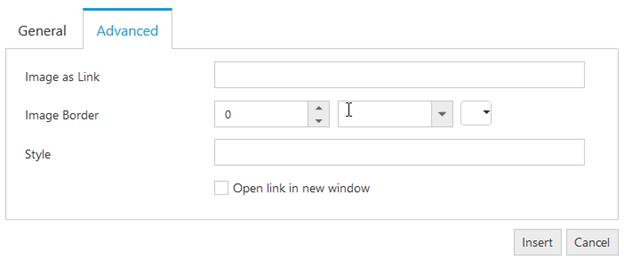 General Advanced
Image as Link
Image Border 0
Style
Open link in new window
Insert Cancel